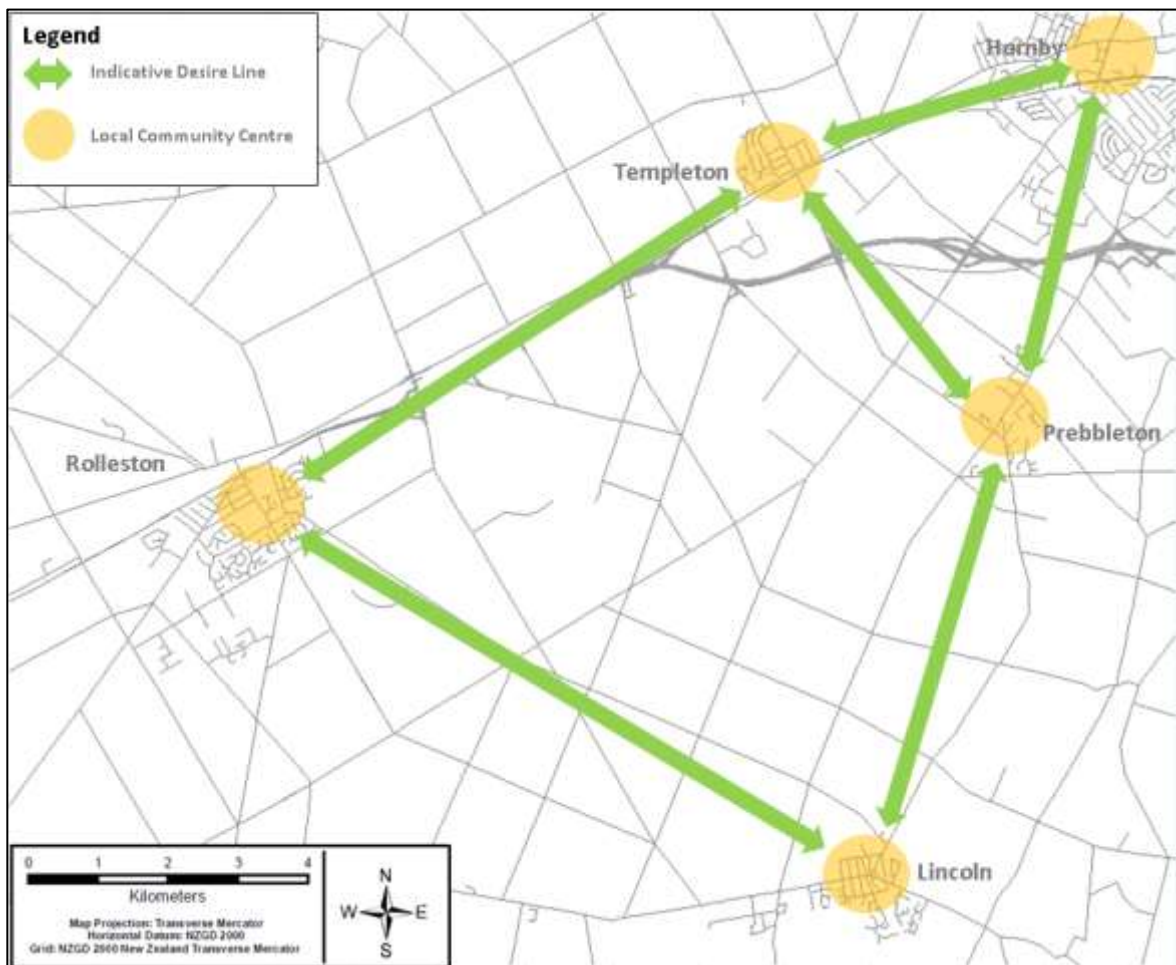 Legend
Indicative Desire Line
Local Community Centre
Hornby
Templeton
Prebbleton
Rolleston
Lincoln
0 1 2 3 4
Kilometers
Map Projection: Transverse Mercator
Horizontal Datum: NZGD 2000
Grid: NZGD 2000 New Zealand Transverse Mercator
N
W E
S